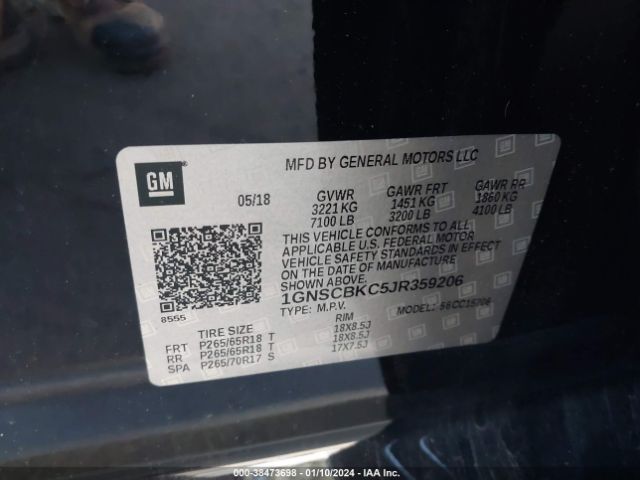 GM
MFD BY GENERAL MOTORS LLC
05/18
GVWR
3221 KG
7100 LB
GAWR FRT
1451 KG
3200 LB
GAWR RR
1860 KG
4100 LB
THIS VEHICLE CONFORMS TO ALL
APPLICABLE U.S. FEDERAL MOTOR
VEHICLE SAFETY STANDARDS IN EFFECT
ON THE DATE OF MANUFACTURE
SHOWN ABOVE.
1GNSCBKC5JR359206
TYPE: M.P.V.
MODEL:
8555
TIRE SIZE RIM
FRT P265/65R18 T 18X8.5J
RR P265/65R18 T 18X8.5J
SPA P265/70R17 S 17X7.5J
000-38473698 - 01/10/2024 - IAA Inc.